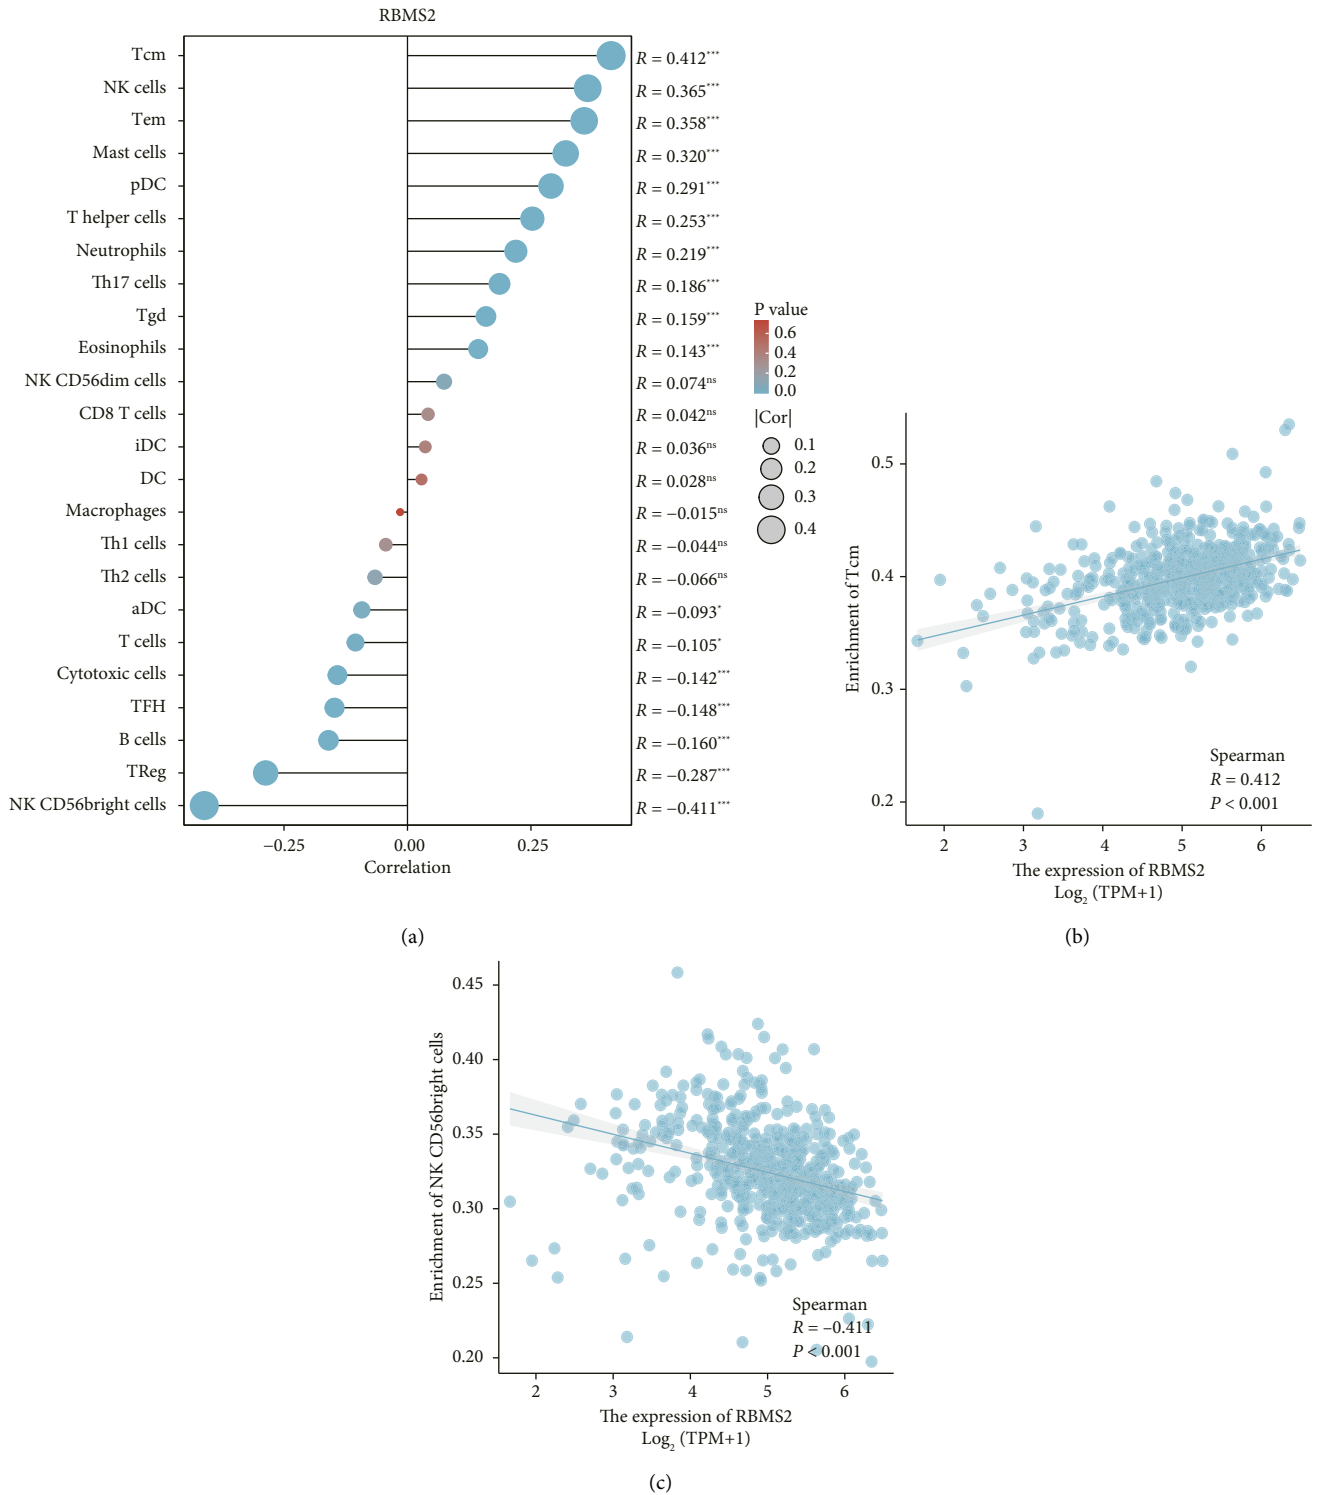 RBMS2
Tcm R = 0.412***
NK cells R = 0.365***
Tem R = 0.358***
Mast cells R = 0.320***
pDC R = 0.291***
T helper cells R = 0.253***
Neutrophils R = 0.219***
Th17 cells R = 0.186***
Tgd R = 0.159***
Eosinophils R = 0.143***
NK CD56dim cells R = 0.074ns
CD8 T cells R = 0.042ns
iDC R = 0.036ns
DC R = 0.028ns
Macrophages R = −0.015ns
Th1 cells R = −0.044ns
Th2 cells R = −0.066ns
aDC R = −0.093*
T cells R = −0.105*
Cytotoxic cells R = −0.142***
TFH R = −0.148***
B cells R = −0.160***
TReg R = −0.287***
NK CD56bright cells R = −0.411***
−0.25 0.00 0.25
Correlation
P value
0.6
0.4
0.2
0.0
|Cor|
0.1
0.2
0.3
0.4
(a)
Enrichment of Tcm
0.5
0.4
0.3
0.2
Spearman
R = 0.412
P < 0.001
2 3 4 5 6
The expression of RBMS2
Log2 (TPM+1)
(b)
Enrichment of NK CD56bright cells
0.45
0.40
0.35
0.30
0.25
0.20
Spearman
R = −0.411
P < 0.001
2 3 4 5 6
The expression of RBMS2
Log2 (TPM+1)
(c)